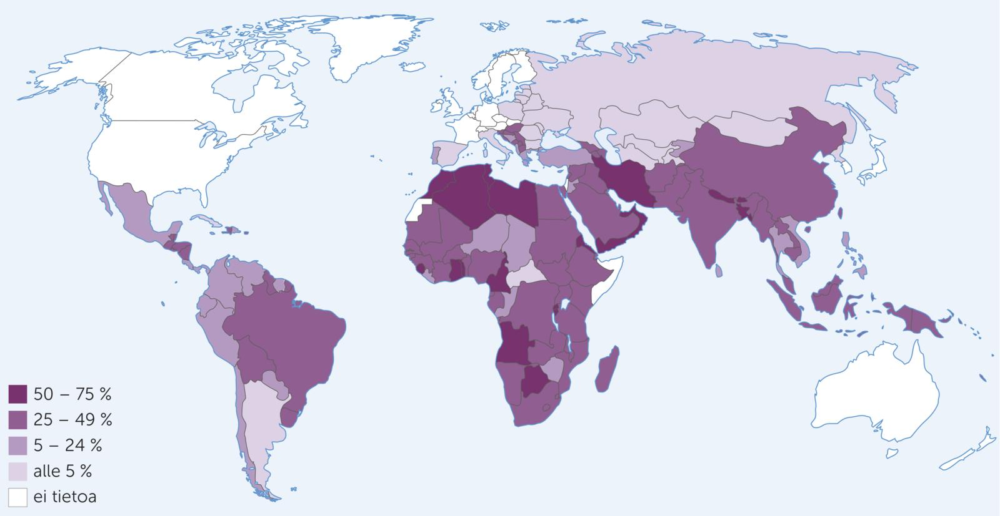 50 – 75 %
25 – 49 %
5 – 24 %
alle 5 %
ei tietoa